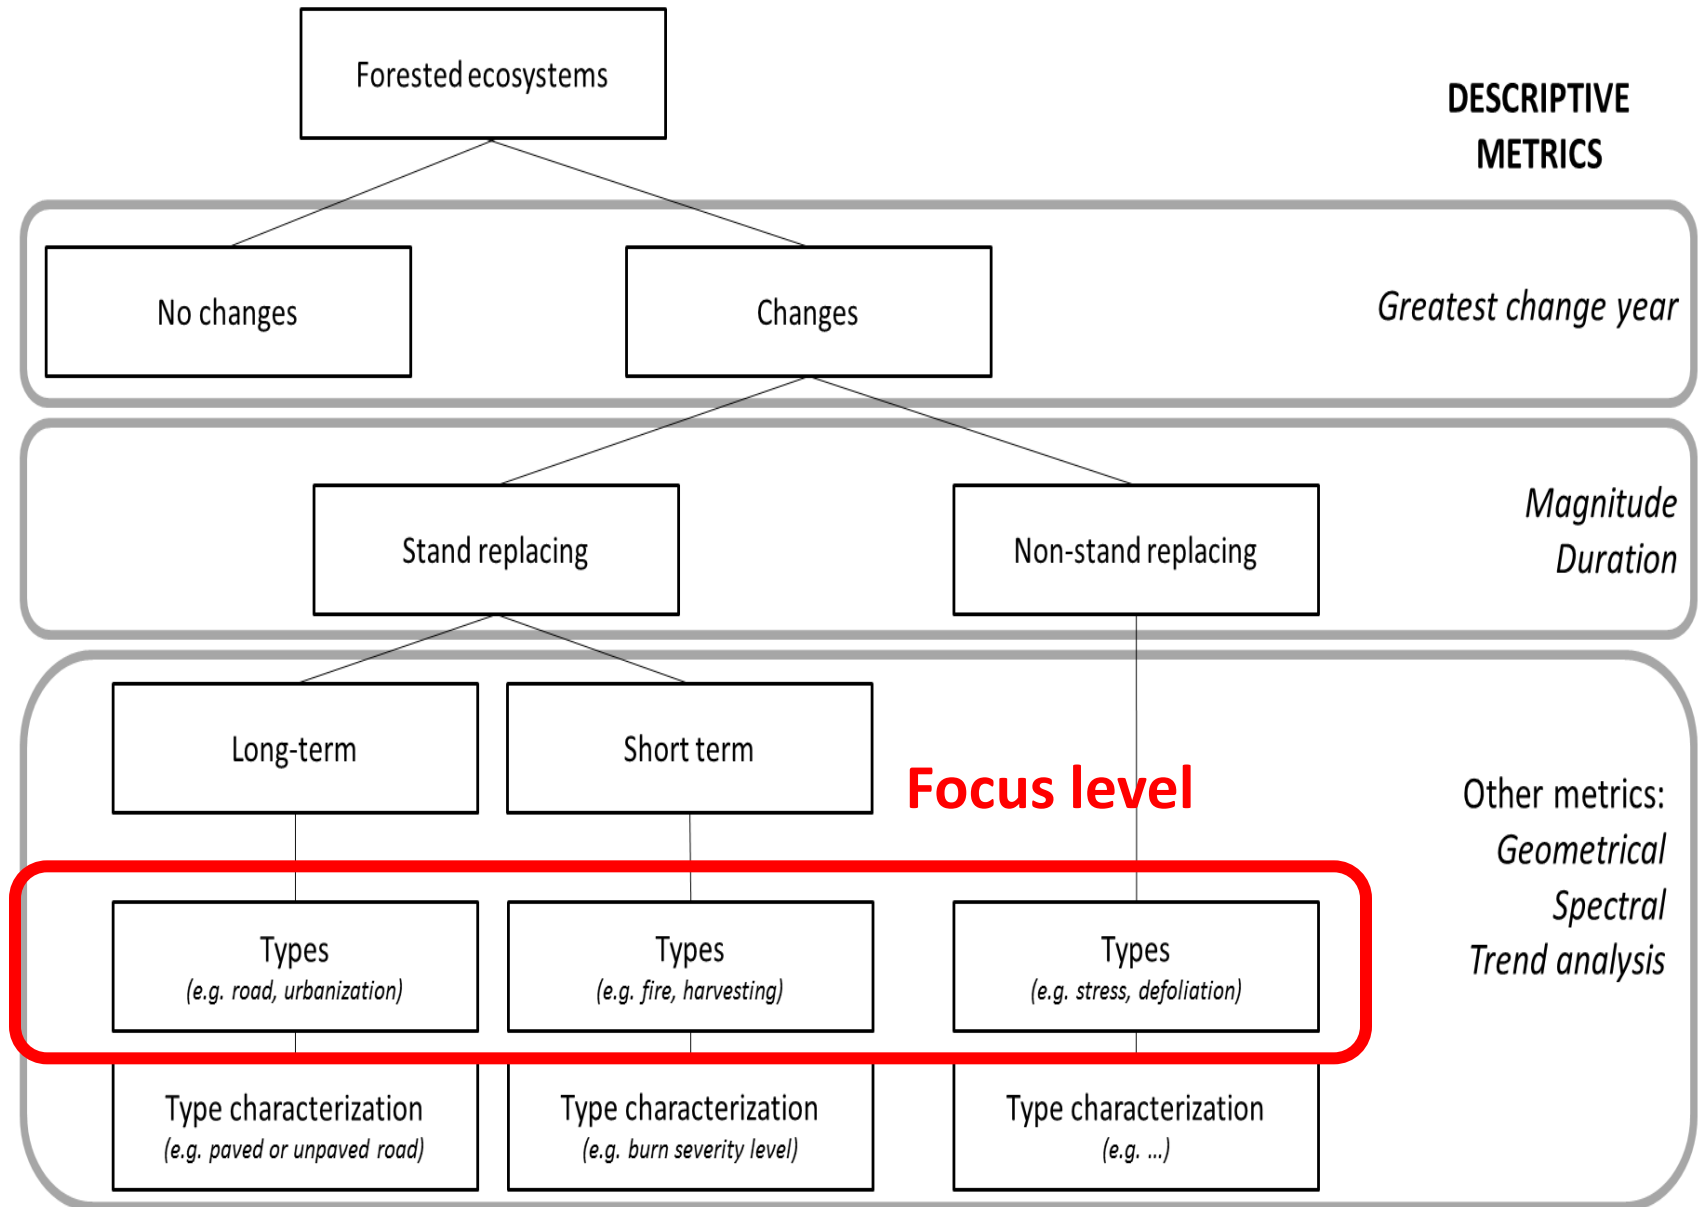 Forested ecosystems
DESCRIPTIVE
METRICS
No changes
Changes
Greatest change year
Stand replacing
Non-stand replacing
Magnitude
Duration
Long-term
Short term
Focus level
Other metrics:
Geometrical
Spectral
Trend analysis
Types
(e.g. road, urbanization)
Types
(e.g. fire, harvesting)
Types
(e.g. stress, defoliation)
Type characterization
(e.g. paved or unpaved road)
Type characterization
(e.g. burn severity level)
Type characterization
(e.g. ...)